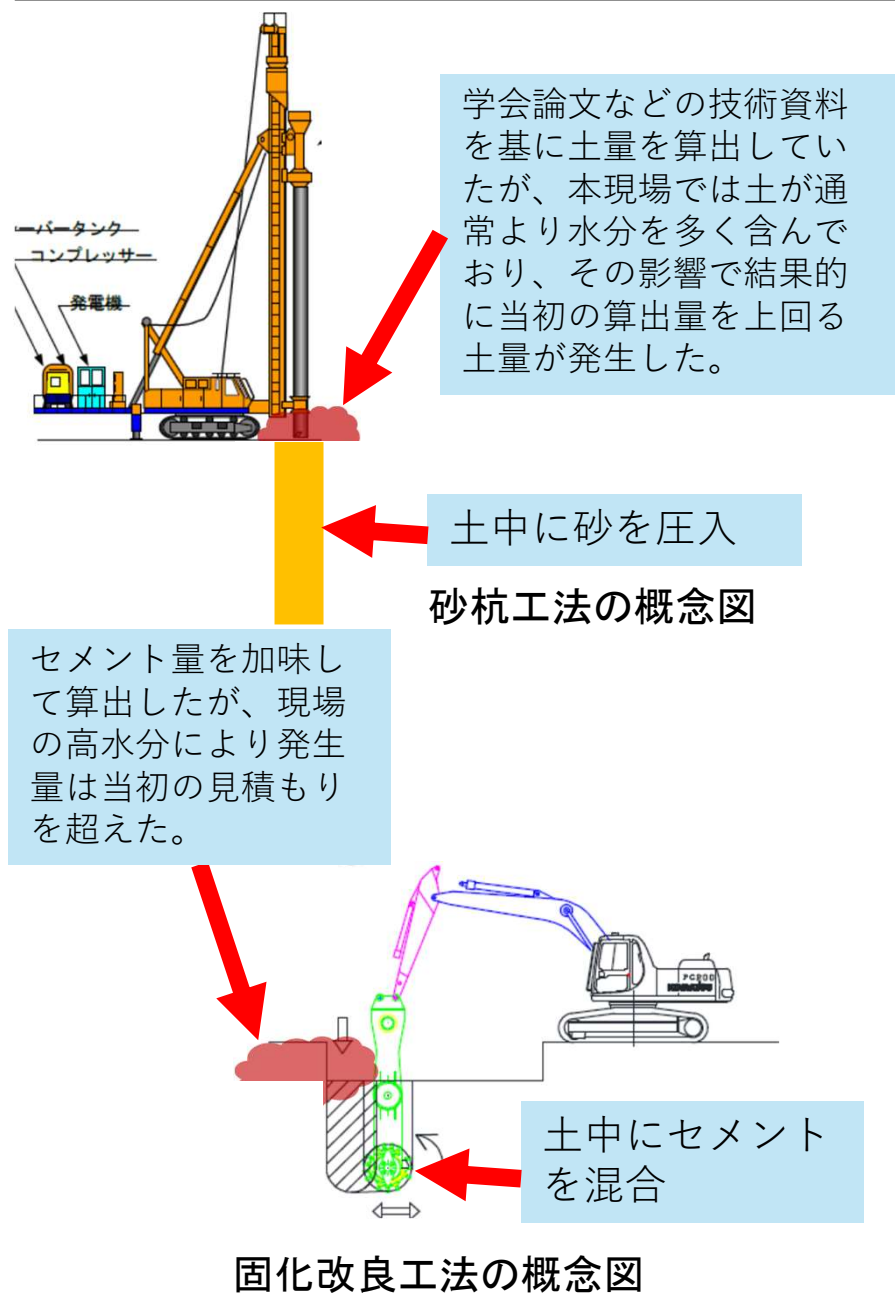 学会論文などの技術資料
を基に土量を算出してい
たが、本現場では土が通
常より水分を多く含んで
おり、その影響で結果的
に当初の算出量を上回る
土量が発生した。
ーバータンク
コンプレッサー
発電機
土中に砂を圧入
砂杭工法の概念図
セメント量を加味し
て算出したが、現場
の高水分により発生
量は当初の見積もり
を超えた。
PC200
KOMATSU
土中にセメント
を混合
固化改良工法の概念図